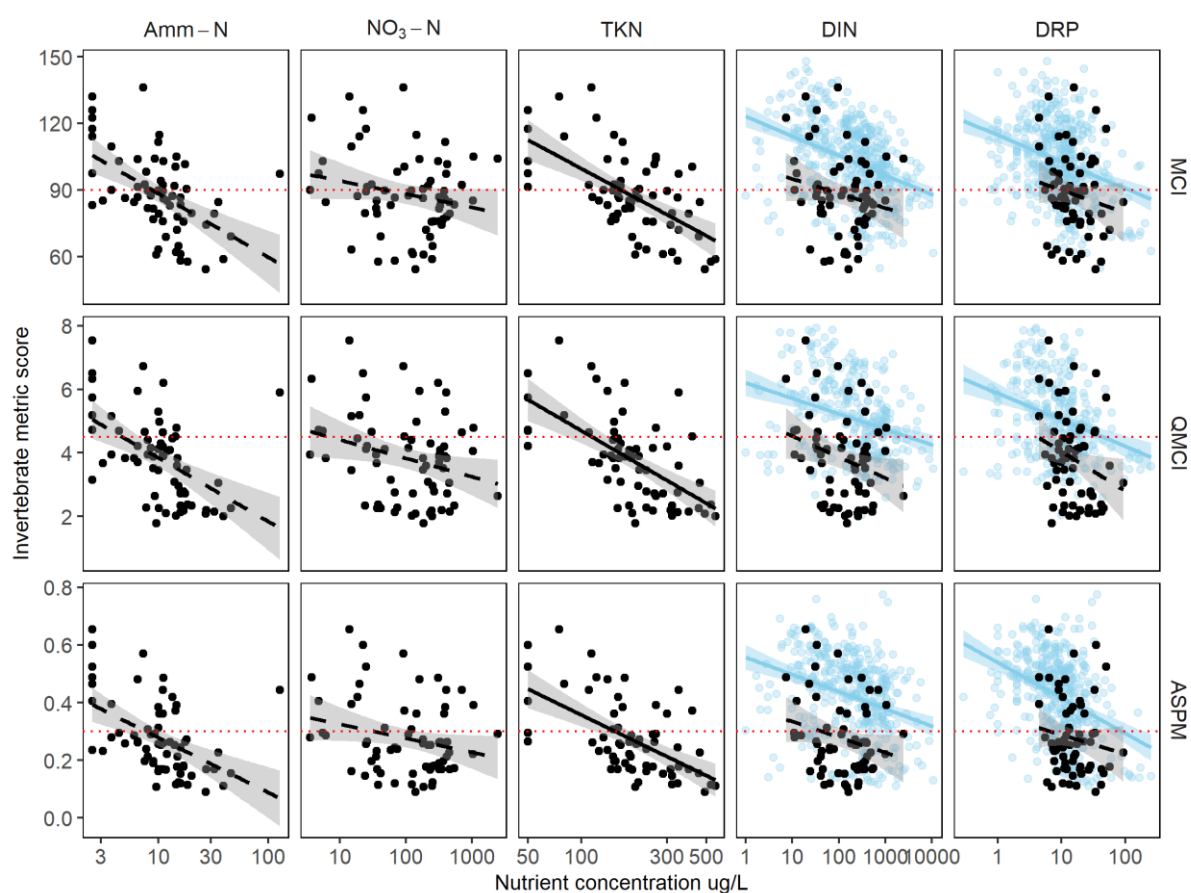 Amm – N NO₃ – N TKN DIN DRP
150
120
90
60
MCI
8
6
4
2
QMCI
0.8
0.6
0.4
0.2
0.0
ASPM
Invertebrate metric score
3 10 30 100 10 100 1000 50 100 300 500 1 10 100 1000 10000 1 10 100
Nutrient concentration ug/L